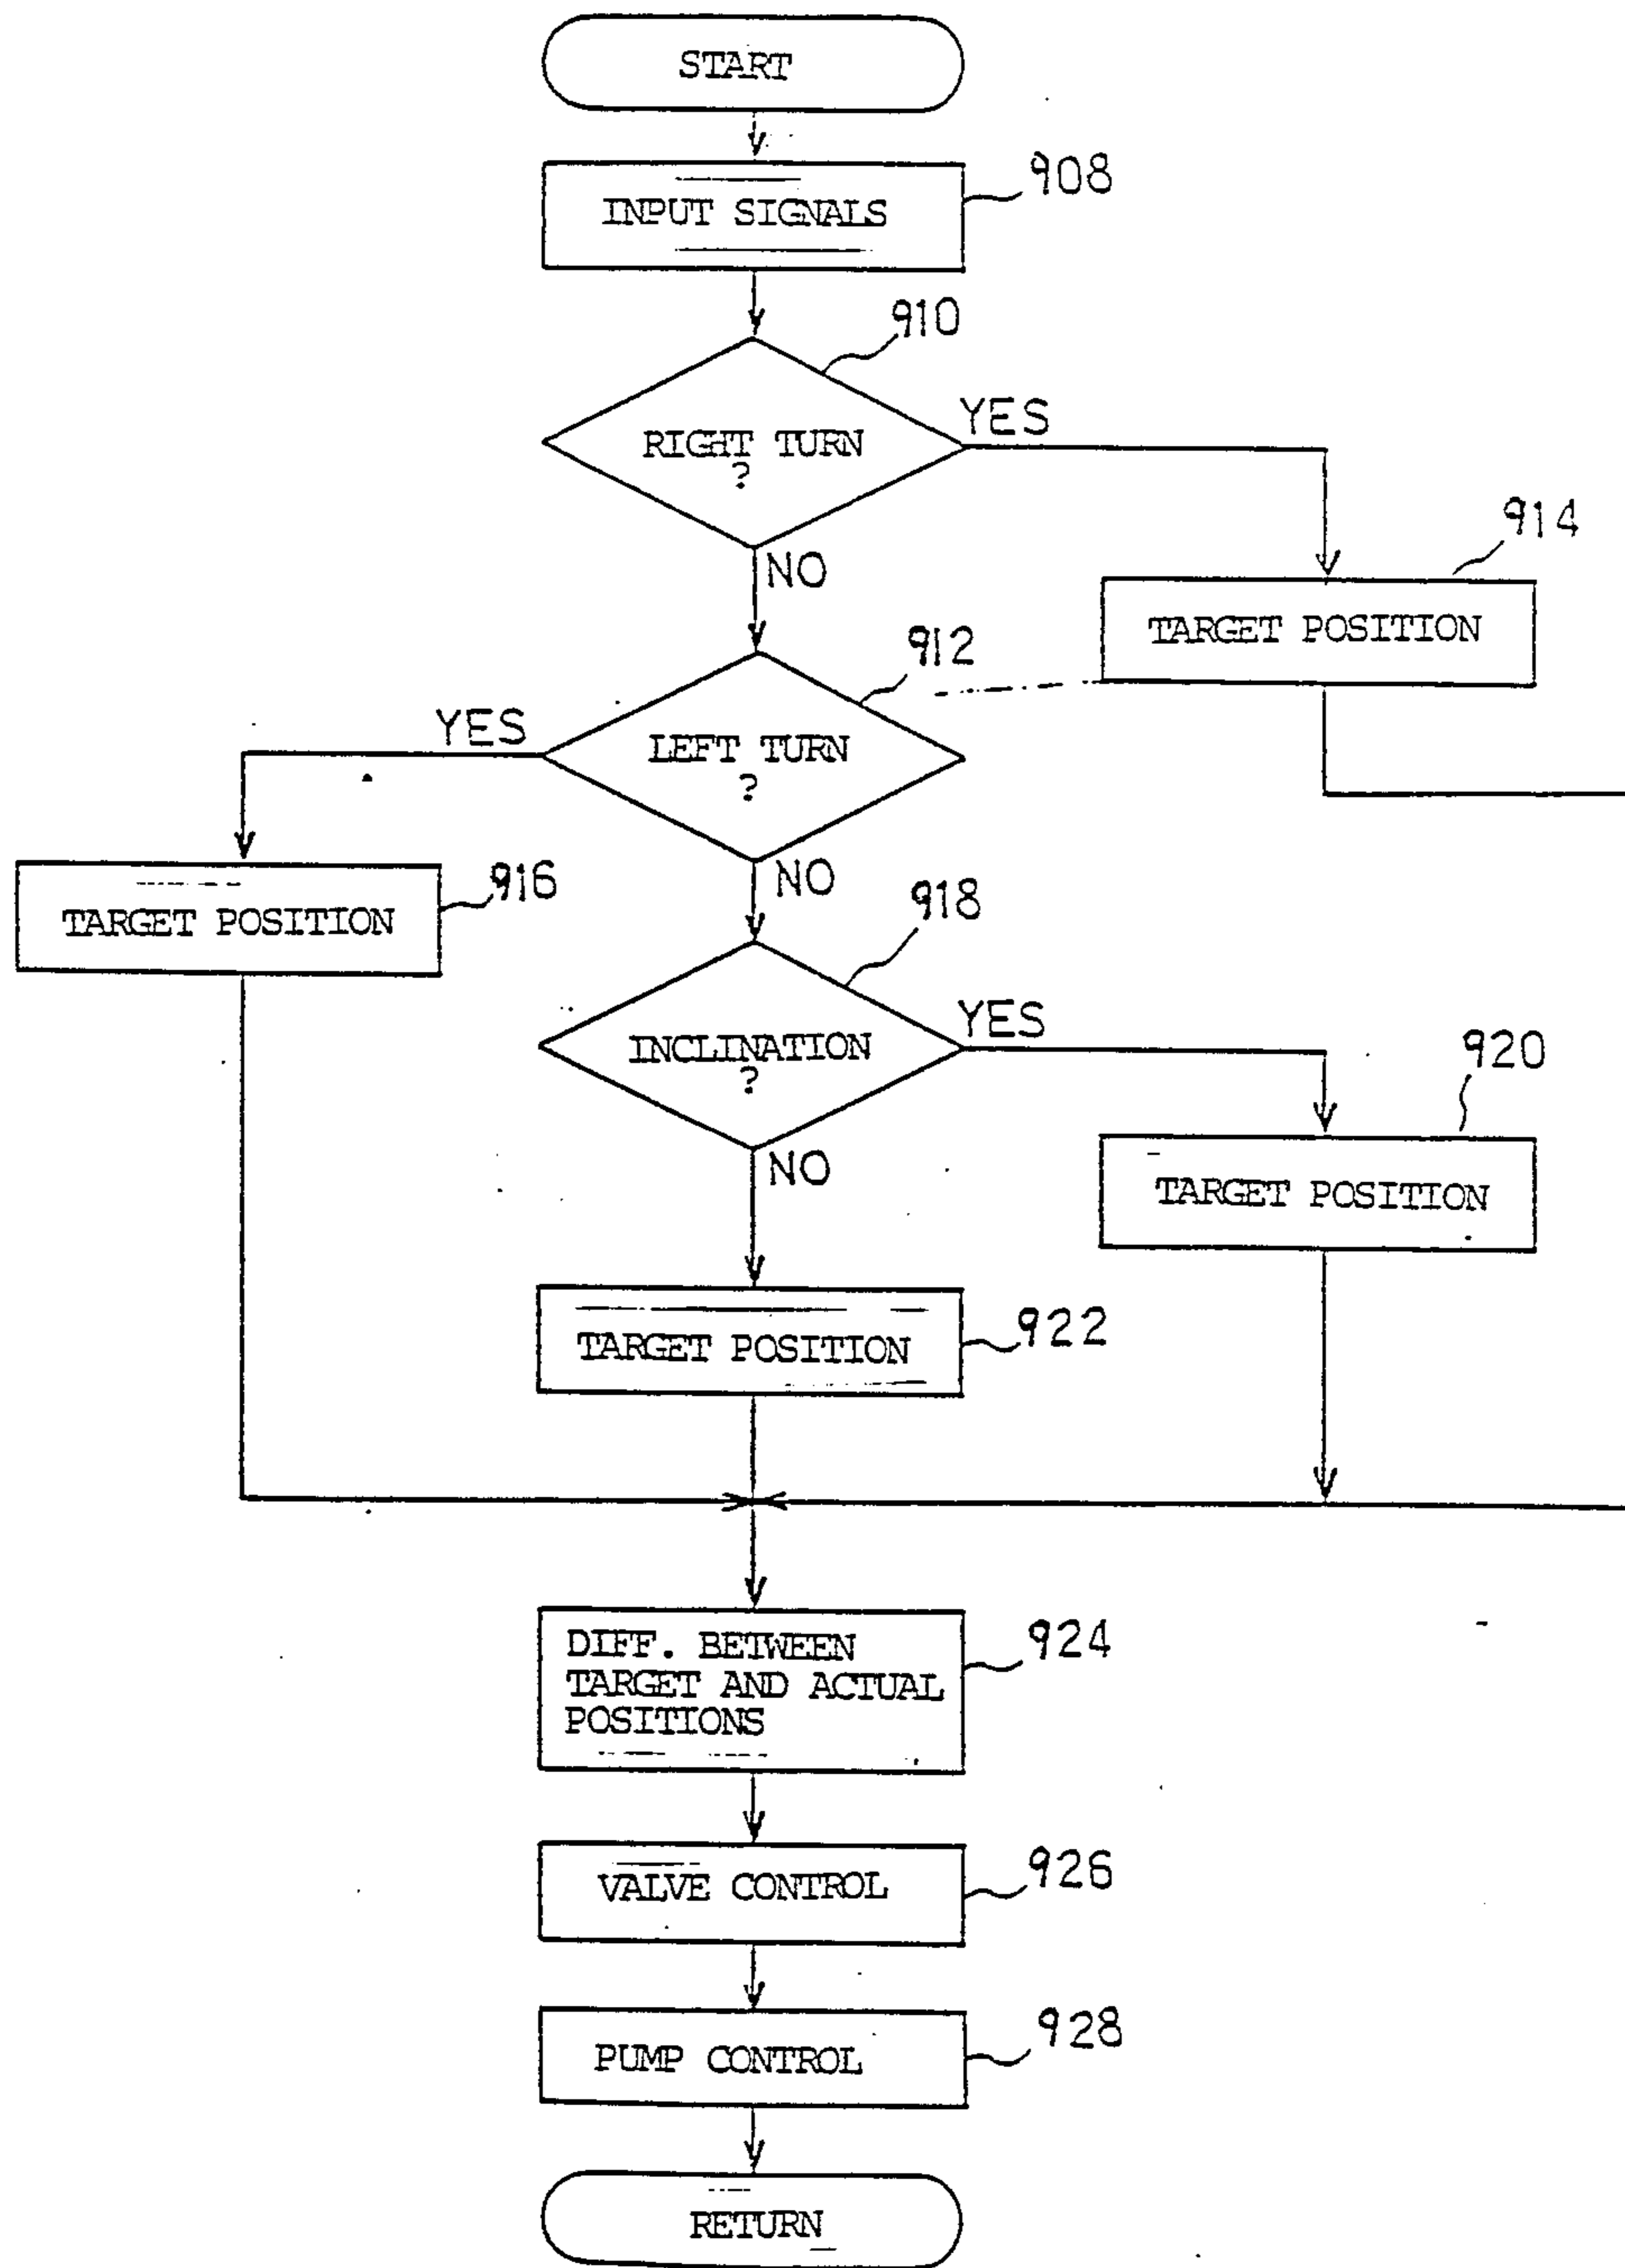 START
INPUT SIGNALS
908
910
RIGHT TURN
?
YES
NO
914
TARGET POSITION
912
LEFT TURN
?
YES
NO
916
TARGET POSITION
918
INCLINATION
?
YES
NO
920
TARGET POSITION
TARGET POSITION
922
DIFF. BETWEEN
TARGET AND ACTUAL
POSITIONS
924
VALVE CONTROL
926
PUMP CONTROL
928
RETURN